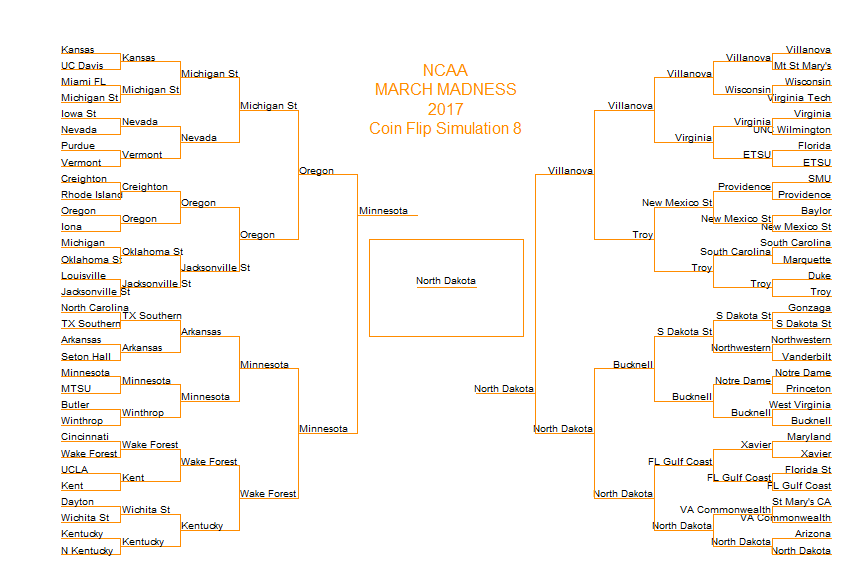 NCAA
MARCH MADNESS
2017
Coin Flip Simulation 8
Kansas
UC Davis
Miami FL
Michigan St
Iowa St
Nevada
Purdue
Vermont
Creighton
Rhode Island
Oregon
Iona
Michigan
Oklahoma St
Louisville
Jacksonville St
North Carolina
TX Southern
Arkansas
Seton Hall
Minnesota
MTSU
Butler
Winthrop
Cincinnati
Wake Forest
UCLA
Kent
Dayton
Wichita St
Kentucky
N Kentucky
Kansas
Michigan St
Nevada
Vermont
Creighton
Oregon
Oklahoma St
Jacksonville St
TX Southern
Arkansas
Minnesota
Winthrop
Wake Forest
Kent
Wichita St
Kentucky
Michigan St
Nevada
Oregon
Jacksonville St
Arkansas
Minnesota
Wake Forest
Kentucky
Michigan St
Oregon
Minnesota
Wake Forest
Oregon
Minnesota
Minnesota
North Dakota
North Dakota
Villanova
North Dakota
Villanova
Troy
Bucknell
North Dakota
Villanova
Virginia
New Mexico St
Troy
S Dakota St
Bucknell
FL Gulf Coast
North Dakota
Villanova
Wisconsin
Virginia
ETSU
Providence
New Mexico St
South Carolina
Troy
S Dakota St
Northwestern
Notre Dame
Bucknell
Xavier
FL Gulf Coast
VA Commonwealth
North Dakota
Villanova
Mt St Mary's
Wisconsin
Virginia Tech
Virginia
UNC Wilmington
Florida
ETSU
SMU
Providence
Baylor
New Mexico St
South Carolina
Marquette
Duke
Troy
Gonzaga
S Dakota St
Northwestern
Vanderbilt
Notre Dame
Princeton
West Virginia
Bucknell
Maryland
Xavier
Florida St
FL Gulf Coast
St Mary's CA
VA Commonwealth
Arizona
North Dakota